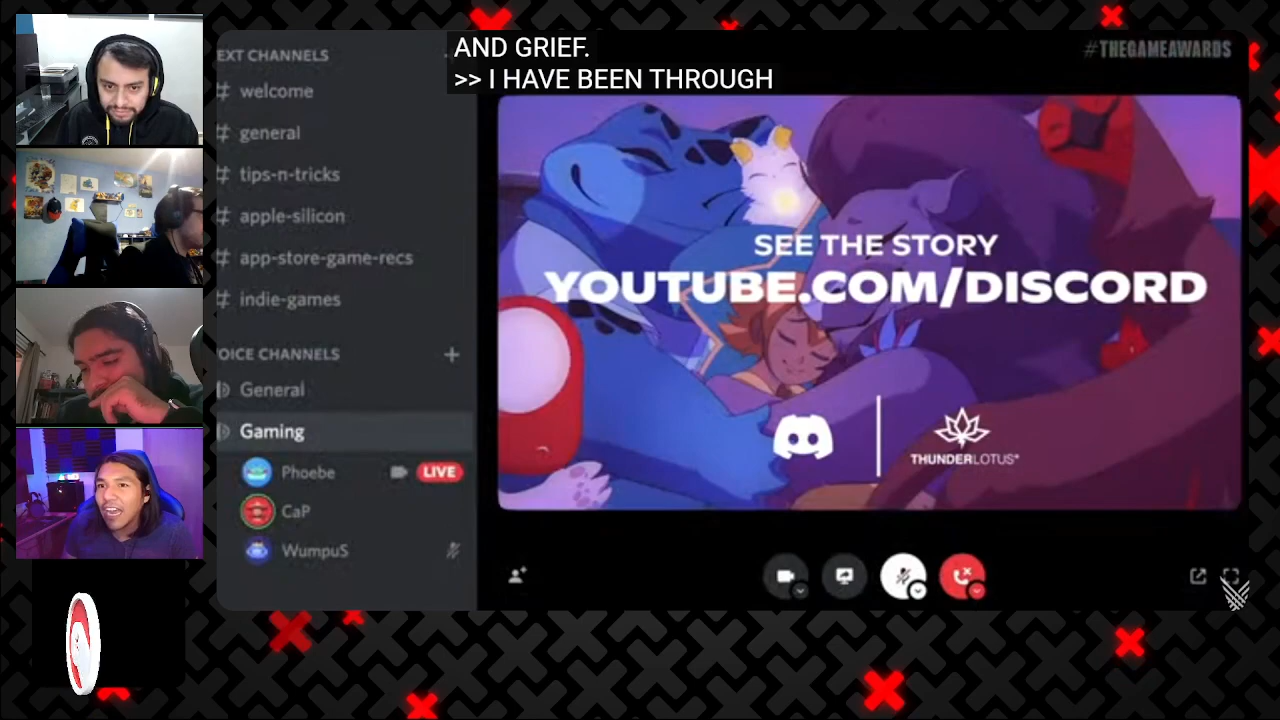 AND GRIEF.
>> I HAVE BEEN THROUGH
#THEGAMEAWARDS
EXT CHANNELS
# welcome
# general
# tips-n-tricks
# apple-silicon
# app-store-game-recs
# indie-games
OICE CHANNELS +
General
Gaming
Phoebe LIVE
CaP
WumpuS
SEE THE STORY
YOUTUBE.COM/DISCORD
THUNDERLOTUS